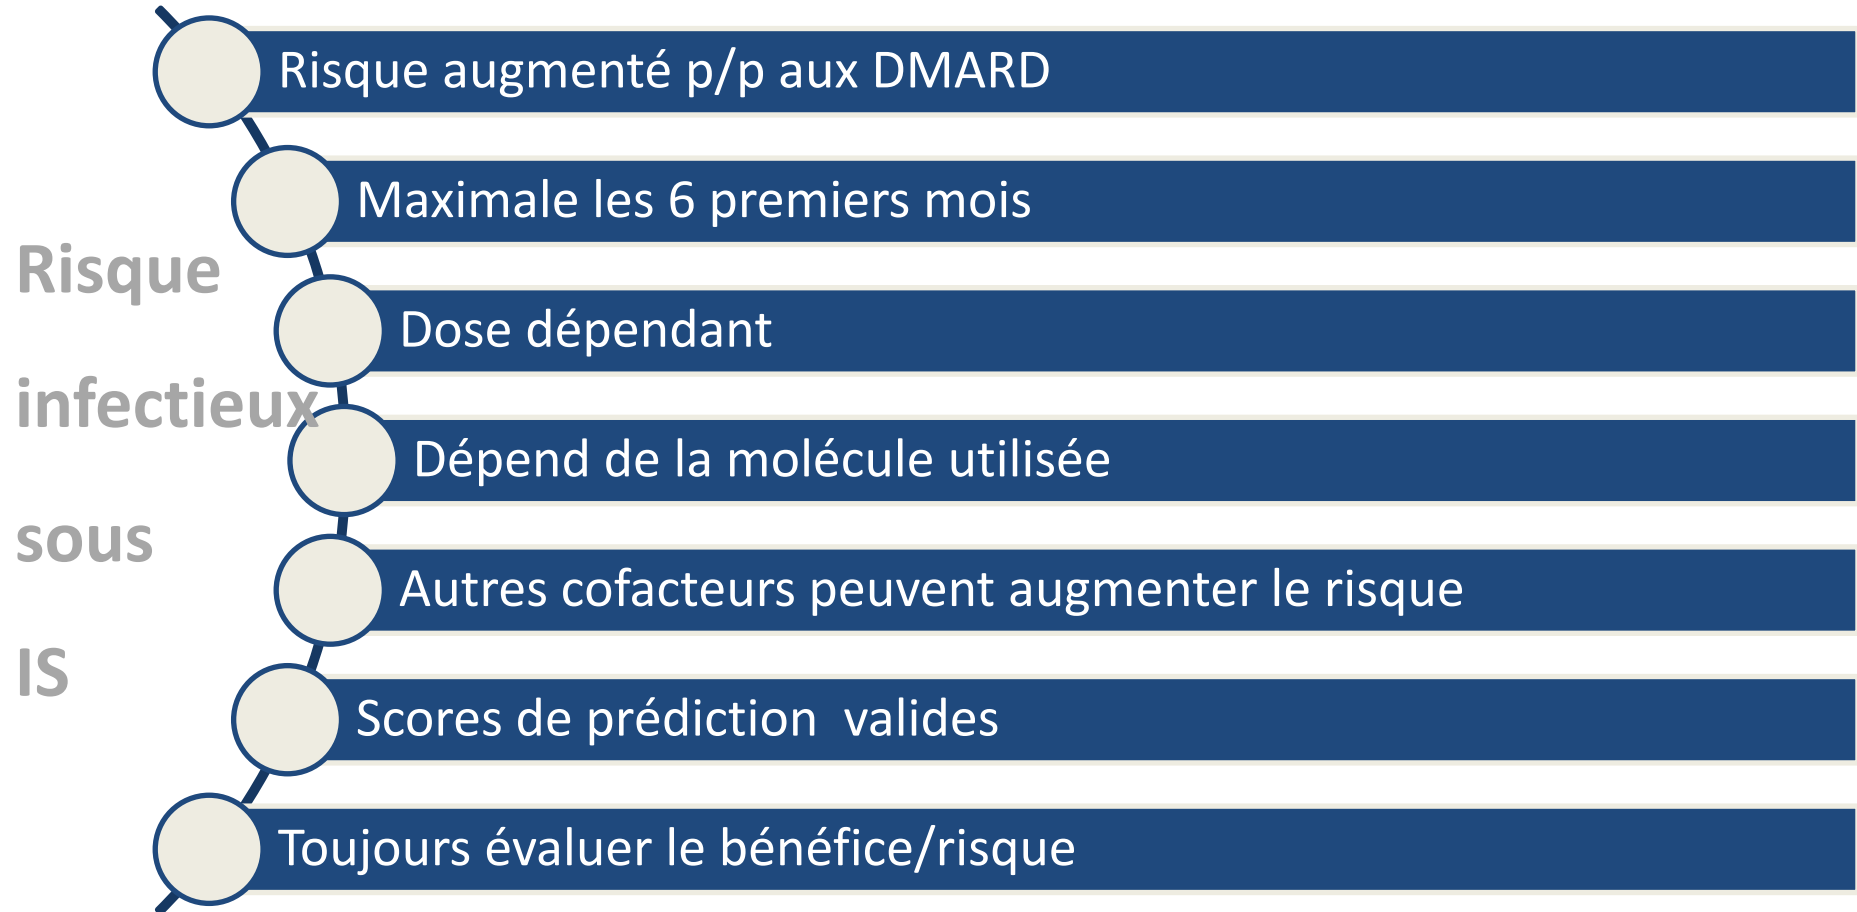 Risque
infectieux
sous
IS
Risque augmenté p/p aux DMARD
Maximale les 6 premiers mois
Dose dépendant
Dépend de la molécule utilisée
Autres cofacteurs peuvent augmenter le risque
Scores de prédiction  valides
Toujours évaluer le bénéfice/risque